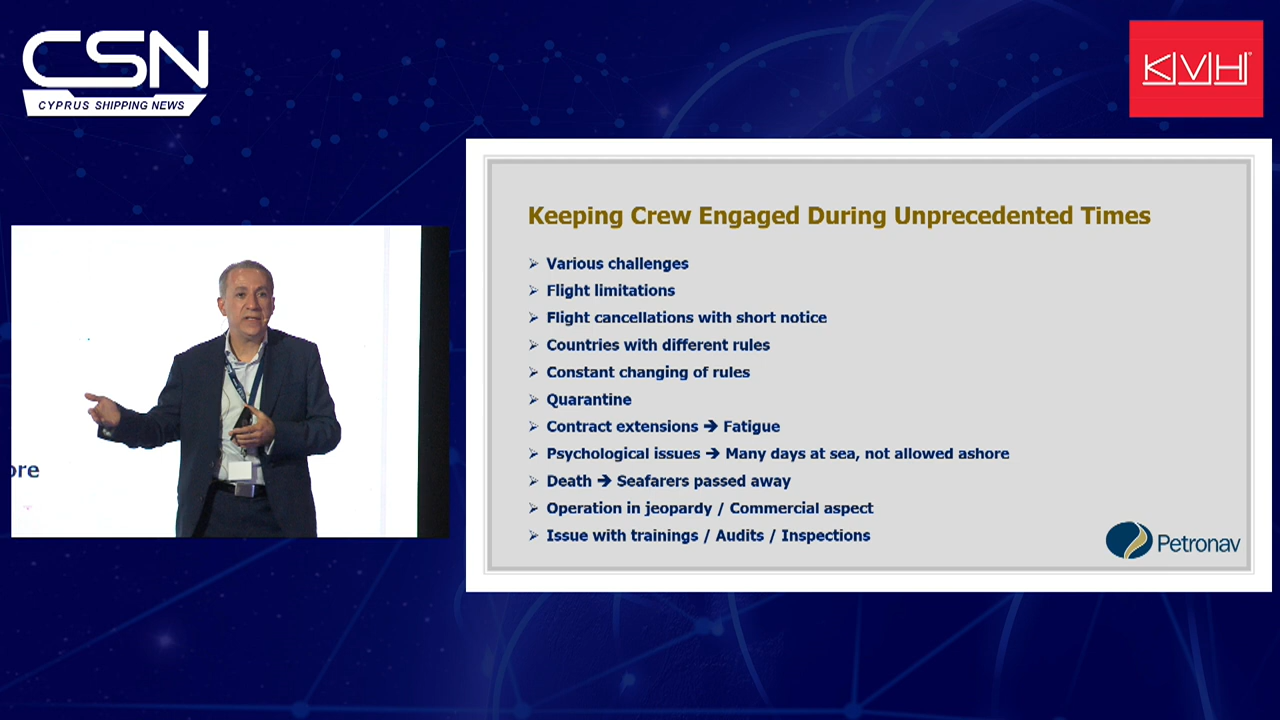 CSN
CYPRUS SHIPPING NEWS
KVH
Keeping Crew Engaged During Unprecedented Times
➢ Various challenges
➢ Flight limitations
➢ Flight cancellations with short notice
➢ Countries with different rules
➢ Constant changing of rules
➢ Quarantine
➢ Contract extensions ➔ Fatigue
➢ Psychological issues ➔ Many days at sea, not allowed ashore
➢ Death ➔ Seafarers passed away
➢ Operation in jeopardy / Commercial aspect
➢ Issue with trainings / Audits / Inspections
Petronav
ore